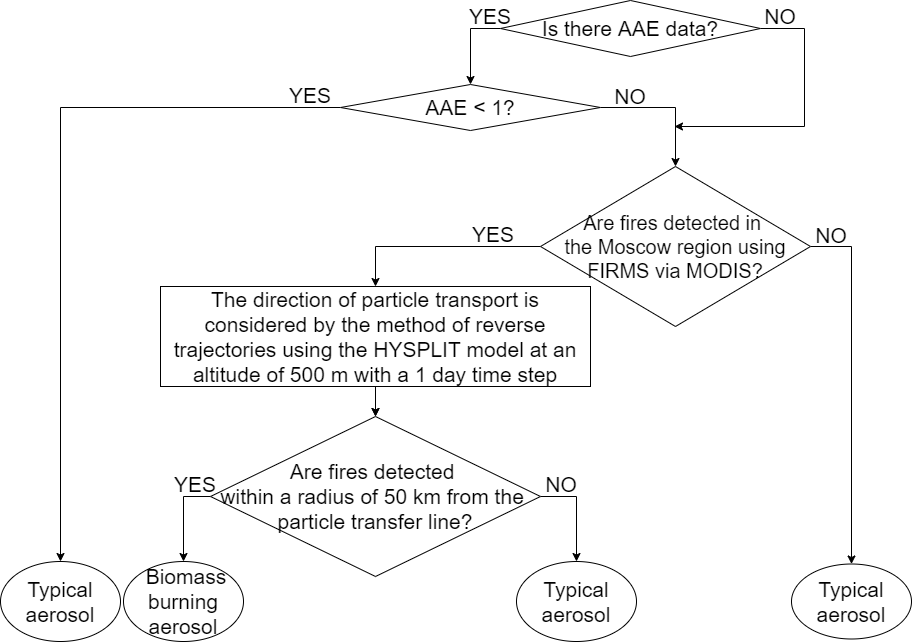 YES
Is there AAE data?
NO
YES
AAE < 1?
NO
YES
Are fires detected in
the Moscow region using
FIRMS via MODIS?
NO
The direction of particle transport is
considered by the method of reverse
trajectories using the HYSPLIT model at an
altitude of 500 m with a 1 day time step
YES
Are fires detected
within a radius of 50 km from the
particle transfer line?
NO
Typical
aerosol
Biomass
burning
aerosol
Typical
aerosol
Typical
aerosol